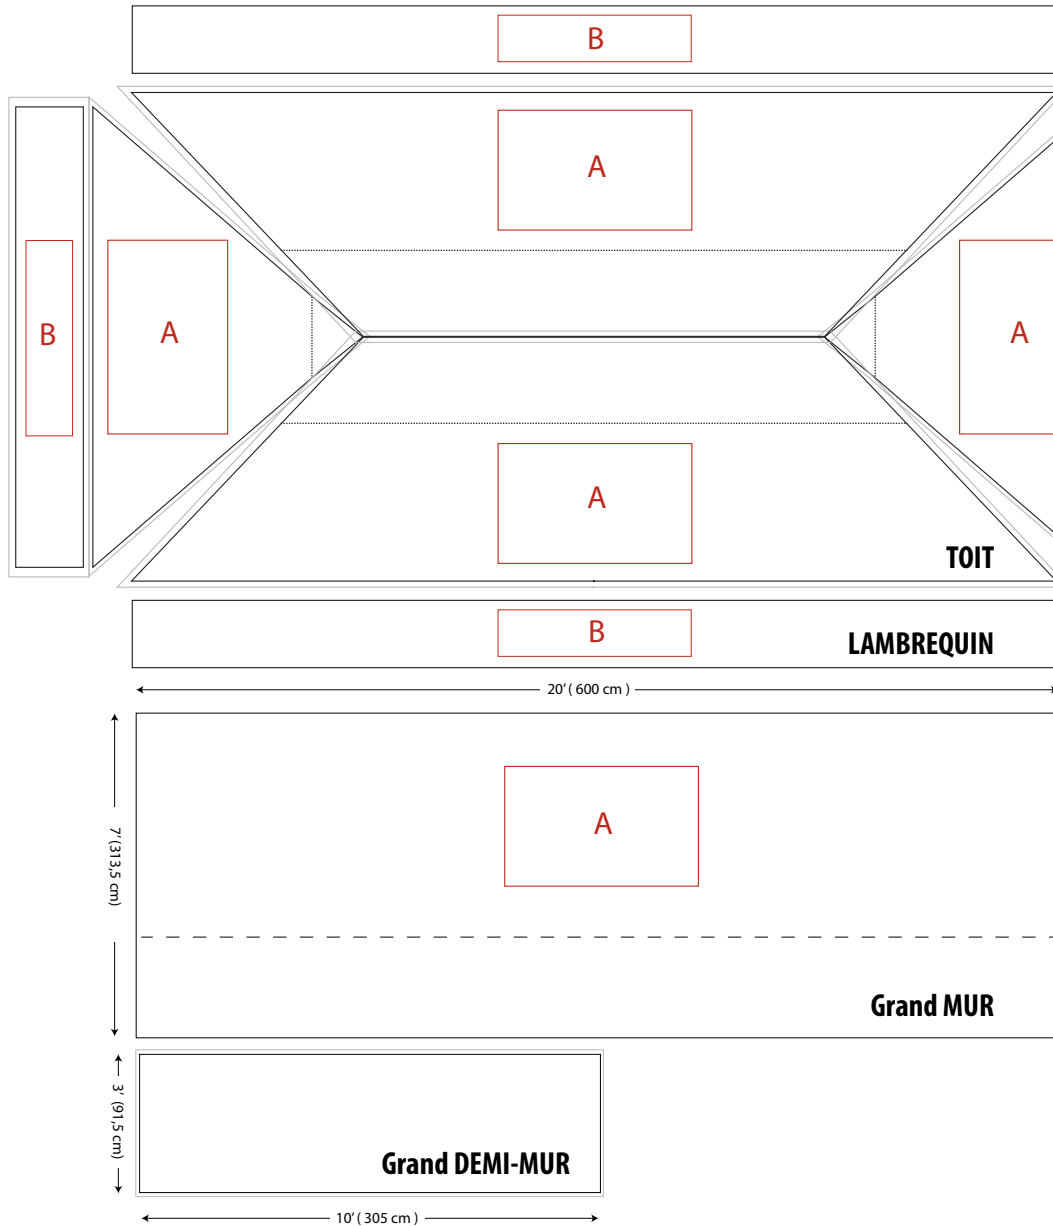 B
A
B
A
A
A
TOIT
B
LAMBREQUIN
20' ( 600 cm )
7' (313,5 cm)
A
Grand MUR
3' (91,5 cm)
Grand DEMI-MUR
10' ( 305 cm )